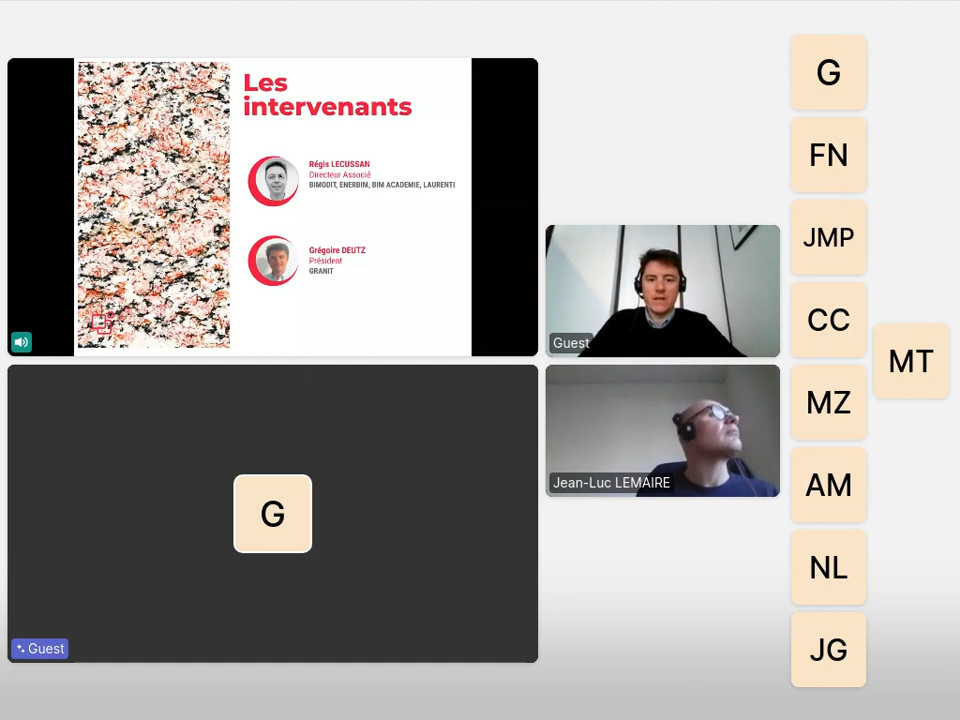 Les
intervenants
Régis LECUSSAN
Directeur Associé
BIMODIT, ENERBIM, BIM ACADEMIE, LAURENTI
Grégoire DEUTZ
Président
GRANIT
Guest
Jean-Luc LEMAIRE
G
Guest
G
FN
JMP
CC
MZ
AM
NL
JG
MT